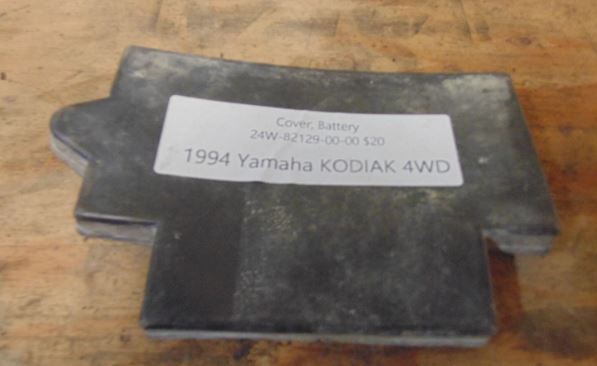 Cover, Battery
24W-82129-00-00 $20
1994 Yamaha KODIAK 4WD